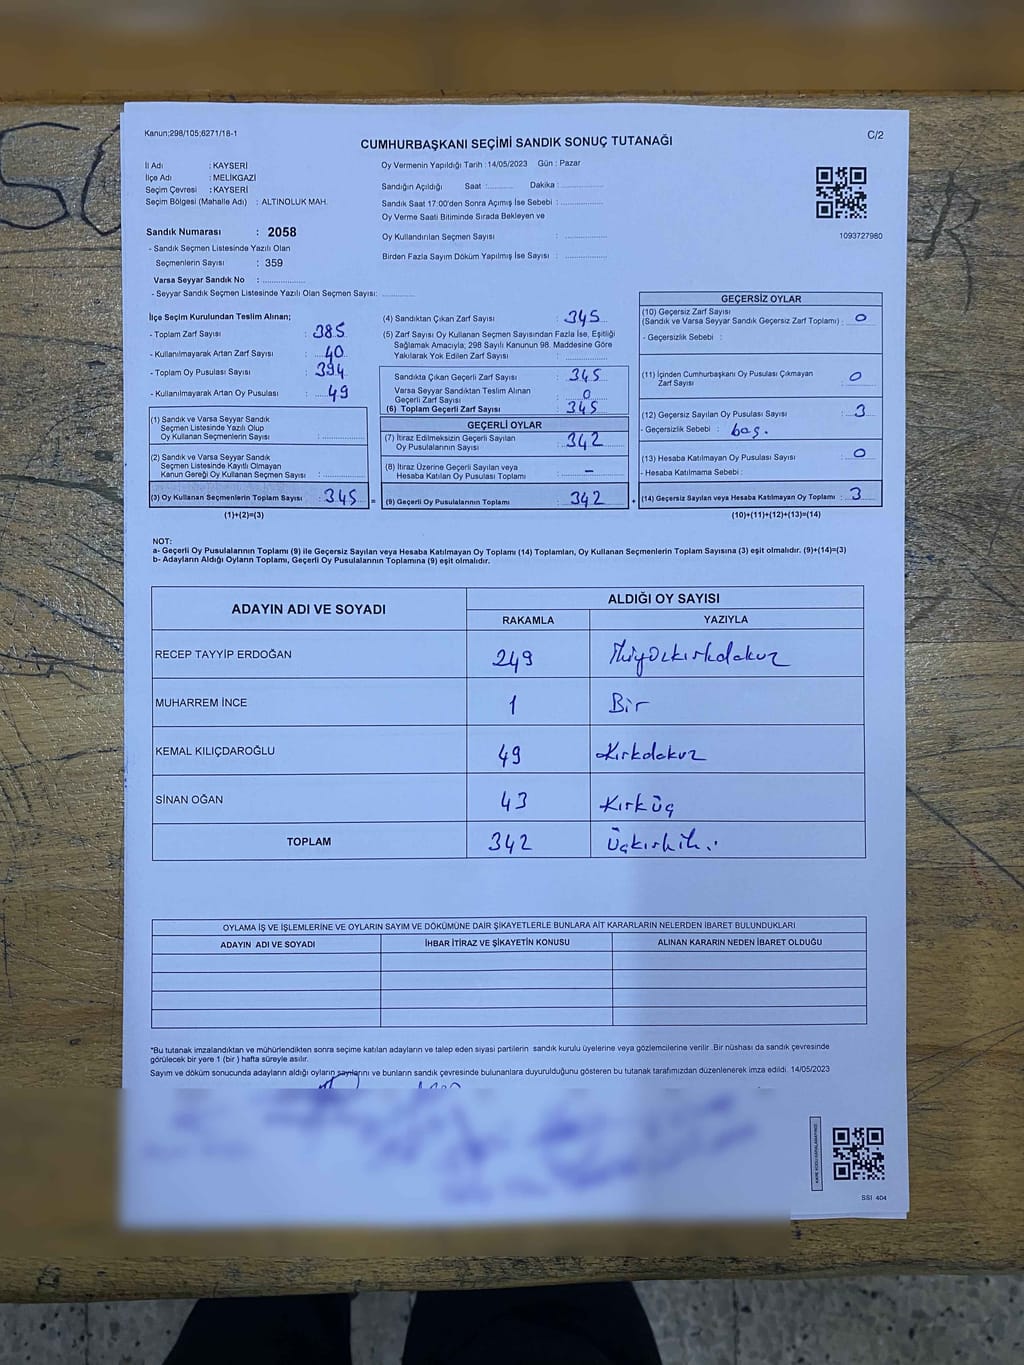 Kanun;298/105;6271/18-1
CUMHURBAŞKANI SEÇİMİ SANDIK SONUÇ TUTANAĞI
C/2
İl Adı : KAYSERİ
İlçe Adı : MELİKGAZİ
Seçim Çevresi : KAYSERİ
Seçim Bölgesi (Mahalle Adı) : ALTINOLUK MAH.
Sandık Numarası : 2058
- Sandık Seçmen Listesinde Yazılı Olan
Seçmenlerin Sayısı : 359
Varsa Seyyar Sandık No : ..............
- Seyyar Sandık Seçmen Listesinde Yazılı Olan Seçmen Sayısı: ............
Oy Vermenin Yapıldığı Tarih :14/05/2023 Gün : Pazar
Sandığın Açıldığı Saat :......... Dakika :..............
Sandık Saat 17:00'den Sonra Açımış İse Sebebi : ..............
Oy Verme Saati Bitiminde Sırada Bekleyen ve
Oy Kullandırılan Seçmen Sayısı : ..............
Birden Fazla Sayım Döküm Yapılmış İse Sayısı : ..............
1093727980
İlçe Seçim Kurulundan Teslim Alınan;
- Toplam Zarf Sayısı : 385
- Kullanılmayarak Artan Zarf Sayısı : 40
- Toplam Oy Pusulası Sayısı : 394
- Kullanılmayarak Artan Oy Pusulası : 49
(1) Sandık ve Varsa Seyyar Sandık
Seçmen Listesinde Yazılı Olup
Oy Kullanan Seçmenlerin Sayısı : ..............
(2) Sandık ve Varsa Seyyar Sandık
Seçmen Listesinde Kayıtlı Olmayan
Kanun Gereği Oy Kullanan Seçmen Sayısı : ..............
(3) Oy Kullanan Seçmenlerin Toplam Sayısı : 345 =
(1)+(2)=(3)
(4) Sandıktan Çıkan Zarf Sayısı : 345
(5) Zarf Sayısı Oy Kullanan Seçmen Sayısından Fazla İse, Eşitliği
Sağlamak Amacıyla; 298 Sayılı Kanunun 98. Maddesine Göre
Yakılarak Yok Edilen Zarf Sayısı : ..............
Sandıkta Çıkan Geçerli Zarf Sayısı : 345
Varsa Seyyar Sandıktan Teslim Alınan
Geçerli Zarf Sayısı : 0
(6) Toplam Geçerli Zarf Sayısı : 345
GEÇERLİ OYLAR
(7) İtiraz Edilmeksizin Geçerli Sayılan
Oy Pusulalarının Sayısı : 342
(8) İtiraz Üzerine Geçerli Sayılan veya
Hesaba Katılan Oy Pusulası Toplamı : -
(9) Geçerli Oy Pusulalarının Toplamı : 342 +
GEÇERSİZ OYLAR
(10) Geçersiz Zarf Sayısı
(Sandık ve Varsa Seyyar Sandık Geçersiz Zarf Toplamı) : 0
- Geçersizlik Sebebi :
(11) İçinden Cumhurbaşkanı Oy Pusulası Çıkmayan
Zarf Sayısı : 0
(12) Geçersiz Sayılan Oy Pusulası Sayısı : 3
- Geçersizlik Sebebi : boş.
(13) Hesaba Katılmayan Oy Pusulası Sayısı : 0
- Hesaba Katılmama Sebebi :
(14) Geçersiz Sayılan veya Hesaba Katılmayan Oy Toplamı : 3
(10)+(11)+(12)+(13)=(14)
NOT:
a- Geçerli Oy Pusulalarının Toplamı (9) ile Geçersiz Sayılan veya Hesaba Katılmayan Oy Toplamı (14) Toplamları, Oy Kullanan Seçmenlerin Toplam Sayısına (3) eşit olmalıdır. (9)+(14)=(3)
b- Adayların Aldığı Oyların Toplamı, Geçerli Oy Pusulalarının Toplamına (9) eşit olmalıdır.
ADAYIN ADI VE SOYADI
ALDIĞI OY SAYISI
RAKAMLA YAZIYLA
RECEP TAYYİP ERDOĞAN 249 İkiyüzkırkdokuz
MUHARREM İNCE 1 Bir
KEMAL KILIÇDAROĞLU 49 Kırkdokuz
SİNAN OĞAN 43 Kırküç
TOPLAM 342
OYLAMA İŞ VE İŞLEMLERİNE VE OYLARIN SAYIM VE DÖKÜMÜNE DAİR ŞİKAYETLERLE BUNLARA AİT KARARLARIN NELERDEN İBARET BULUNDUKLARI
ADAYIN ADI VE SOYADI İHBAR İTİRAZ VE ŞİKAYETİN KONUSU ALINAN KARARIN NEDEN İBARET OLDUĞU
*Bu tutanak imzalandıktan ve mühürlendikten sonra seçime katılan adayların ve talep eden siyasi partilerin sandık kurulu üyelerine veya gözlemcilerine verilir .Bir nüshası da sandık çevresinde
görülecek bir yere 1 (bir ) hafta süreyle asılır.
Sayım ve döküm sonucunda adayların aldığı oyların sayılarını ve bunların sandık çevresinde bulunanlara duyurulduğunu gösteren bu tutanak tarafımızdan düzenlenerek imza edildi. 14/05/2023
SSI 404